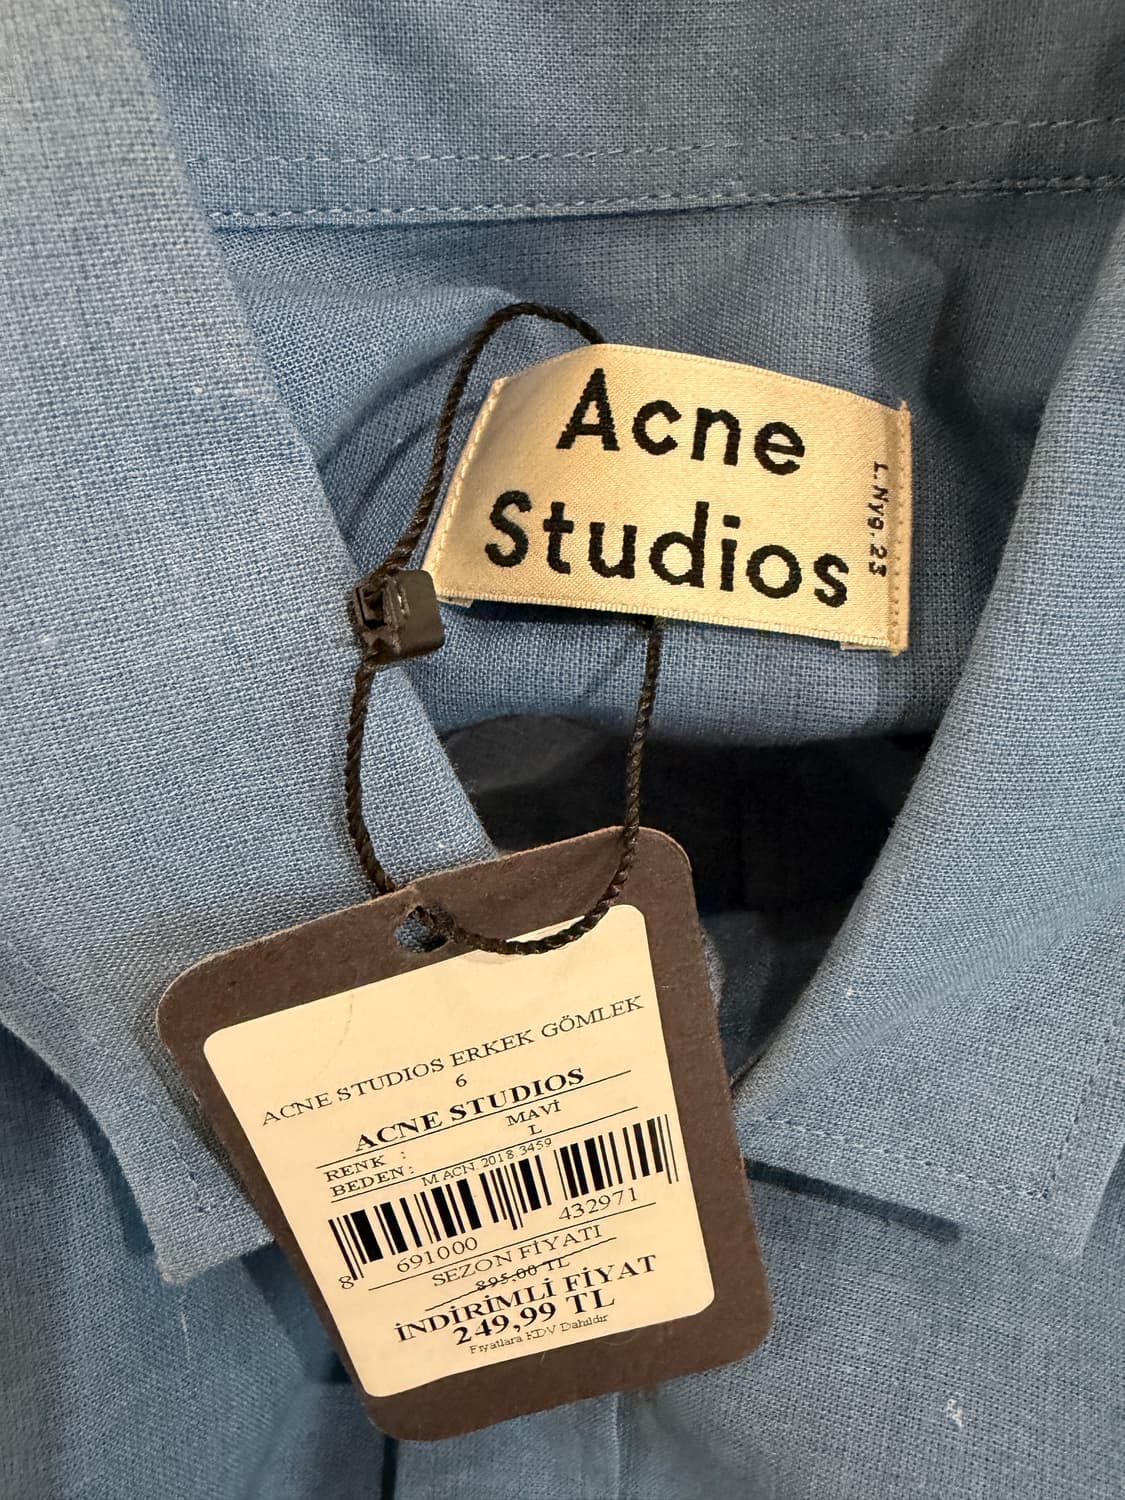 Acne
Studios
L.Nyg.23
ACNE STUDIOS ERKEK GÖMLEK
6
ACNE STUDIOS
RENK : MAVİ
BEDEN: L
M.ACN.2018.3459
8 691000 432971
SEZON FİYATI
895,00 TL
İNDİRİMLİ FİYAT
249,99 TL
Fiyatlara KDV Dahildir